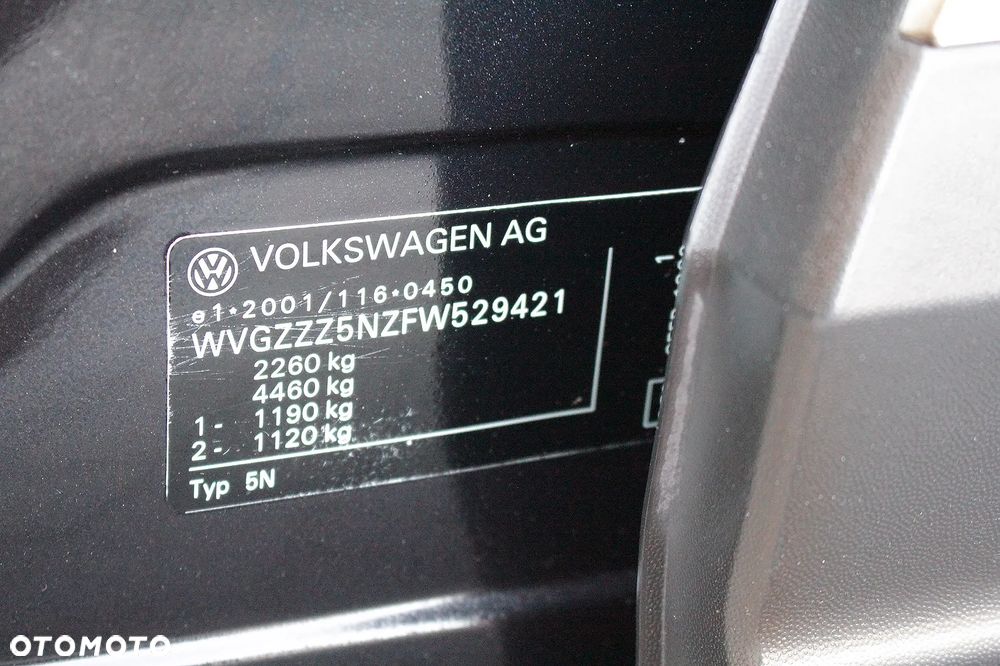 VOLKSWAGEN AG
e1*2001/116*0450
WVGZZZ5NZFW529421
2260 kg
4460 kg
1 - 1190 kg
2 - 1120 kg
Typ 5N
1
OTOMOTO